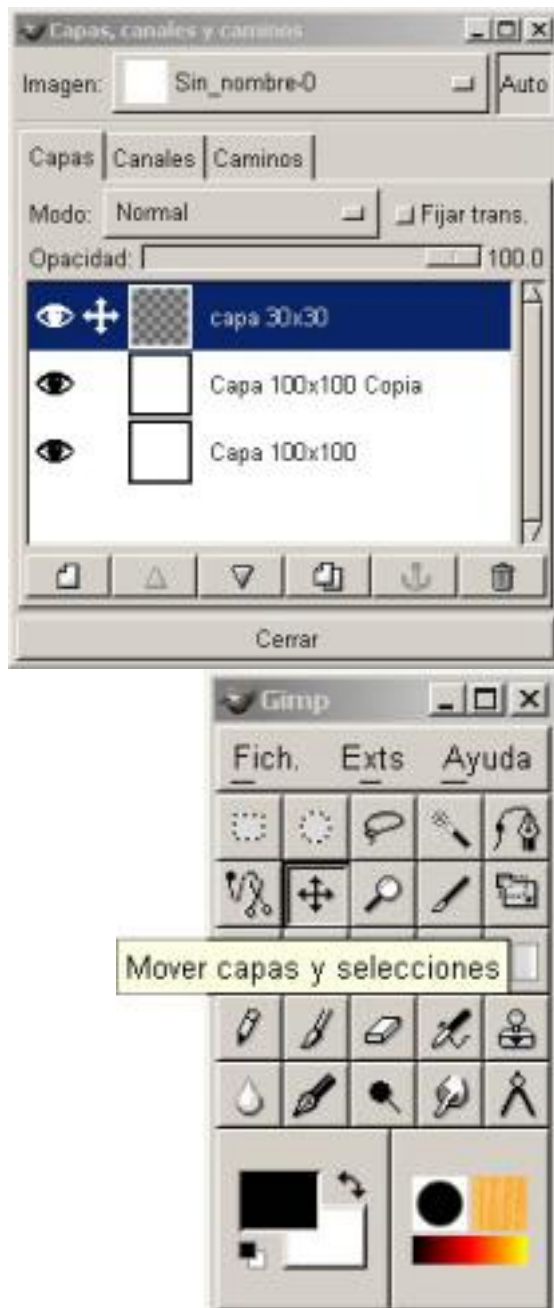 Capas, canales y caminos
Imagen: Sin_nombre-0 Auto
Capas Canales Caminos
Modo: Normal Fijar trans.
Opacidad: 100.0
capa 30x30
Capa 100x100 Copia
Capa 100x100
Cerrar
Gimp
Fich. Exts Ayuda
Mover capas y selecciones